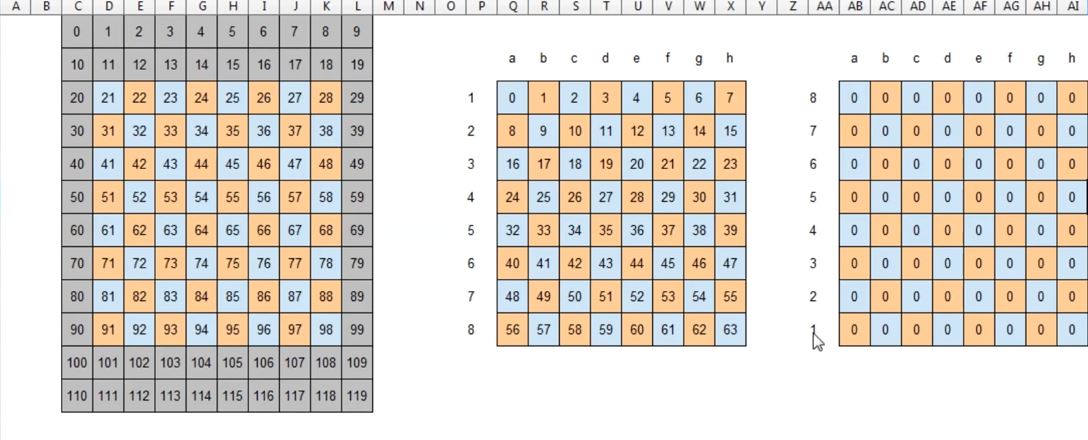 A B C D E F G H I J K L M N O P Q R S T U V W X Y Z AA AB AC AD AE AF AG AH AI
0 1 2 3 4 5 6 7 8 9
10 11 12 13 14 15 16 17 18 19 a b c d e f g h a b c d e f g h
20 21 22 23 24 25 26 27 28 29 1 0 1 2 3 4 5 6 7 8 0 0 0 0 0 0 0 0
30 31 32 33 34 35 36 37 38 39 2 8 9 10 11 12 13 14 15 7 0 0 0 0 0 0 0 0
40 41 42 43 44 45 46 47 48 49 3 16 17 18 19 20 21 22 23 6 0 0 0 0 0 0 0 0
50 51 52 53 54 55 56 57 58 59 4 24 25 26 27 28 29 30 31 5 0 0 0 0 0 0 0 0
60 61 62 63 64 65 66 67 68 69 5 32 33 34 35 36 37 38 39 4 0 0 0 0 0 0 0 0
70 71 72 73 74 75 76 77 78 79 6 40 41 42 43 44 45 46 47 3 0 0 0 0 0 0 0 0
80 81 82 83 84 85 86 87 88 89 7 48 49 50 51 52 53 54 55 2 0 0 0 0 0 0 0 0
90 91 92 93 94 95 96 97 98 99 8 56 57 58 59 60 61 62 63 1 0 0 0 0 0 0 0 0
100 101 102 103 104 105 106 107 108 109
110 111 112 113 114 115 116 117 118 119